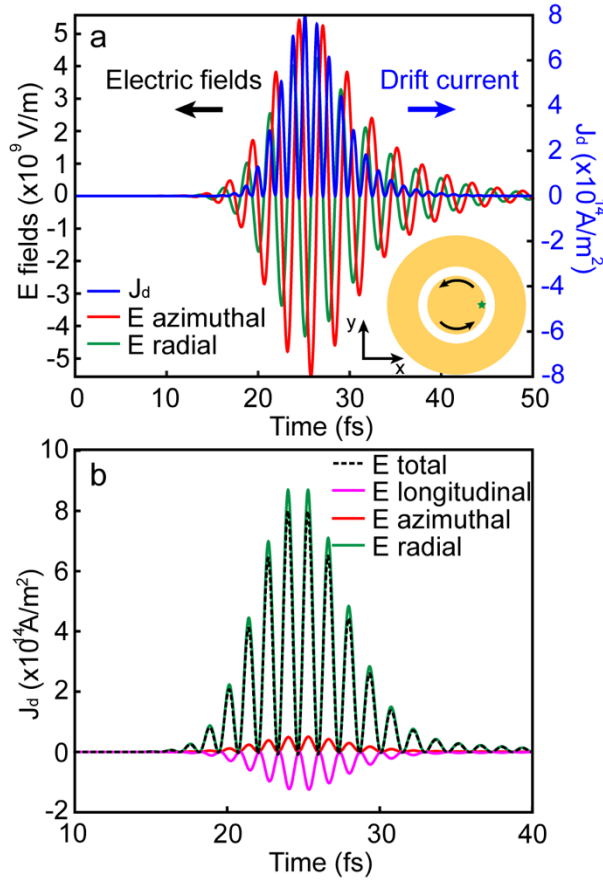 a
Electric fields
Drift current
E fields (x10⁹ V/m)
5
4
3
2
1
0
-1
-2
-3
-4
-5
8
6
4
2
0
-2
-4
-6
-8
J_d (x10¹⁴A/m²)
J_d
E azimuthal
E radial
y
x
0 10 20 30 40 50
Time (fs)
b
E total
E longitudinal
E azimuthal
E radial
J_d (x10¹⁴A/m²)
10
8
6
4
2
0
-2
10 20 30 40
Time (fs)